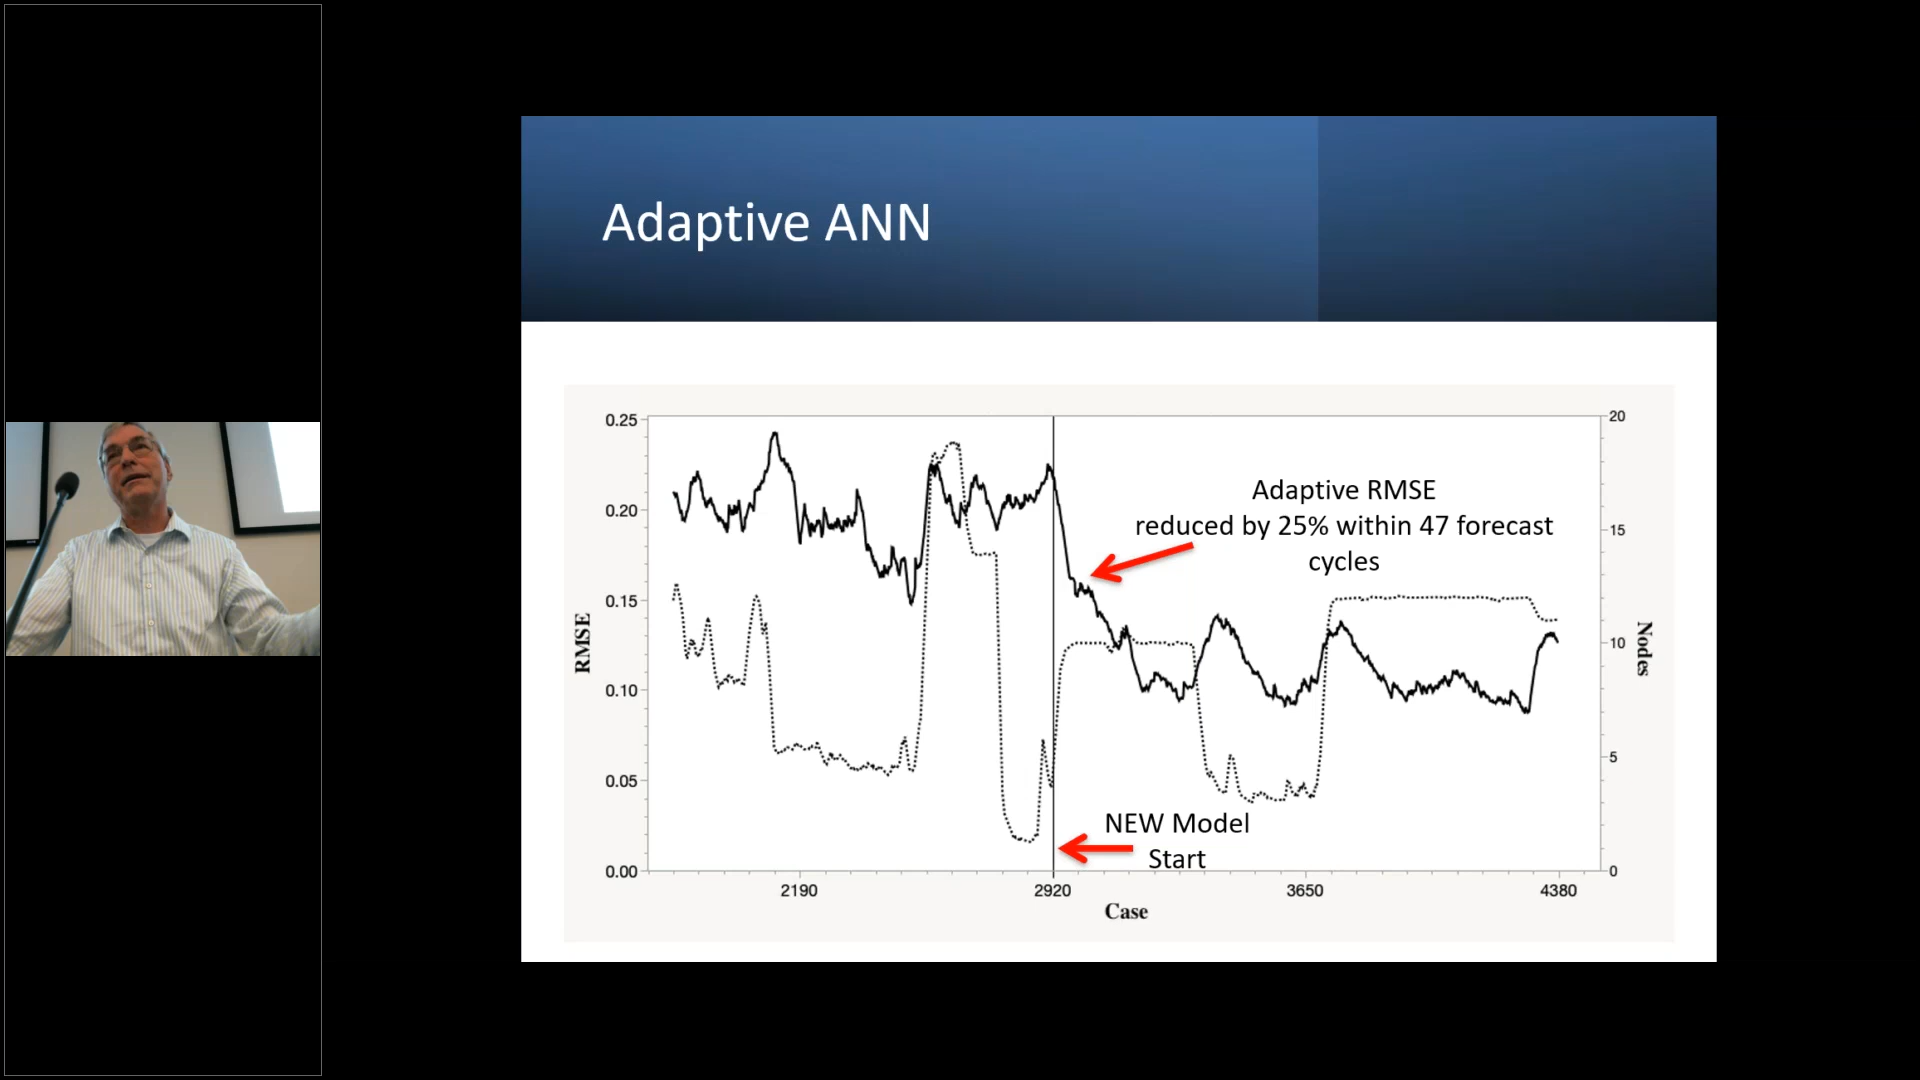 Adaptive ANN
0.25
0.20
0.15
0.10
0.05
0.00
RMSE
20
15
10
5
0
Nodes
2190
2920
3650
4380
Case
Adaptive RMSE
reduced by 25% within 47 forecast
cycles
NEW Model
Start